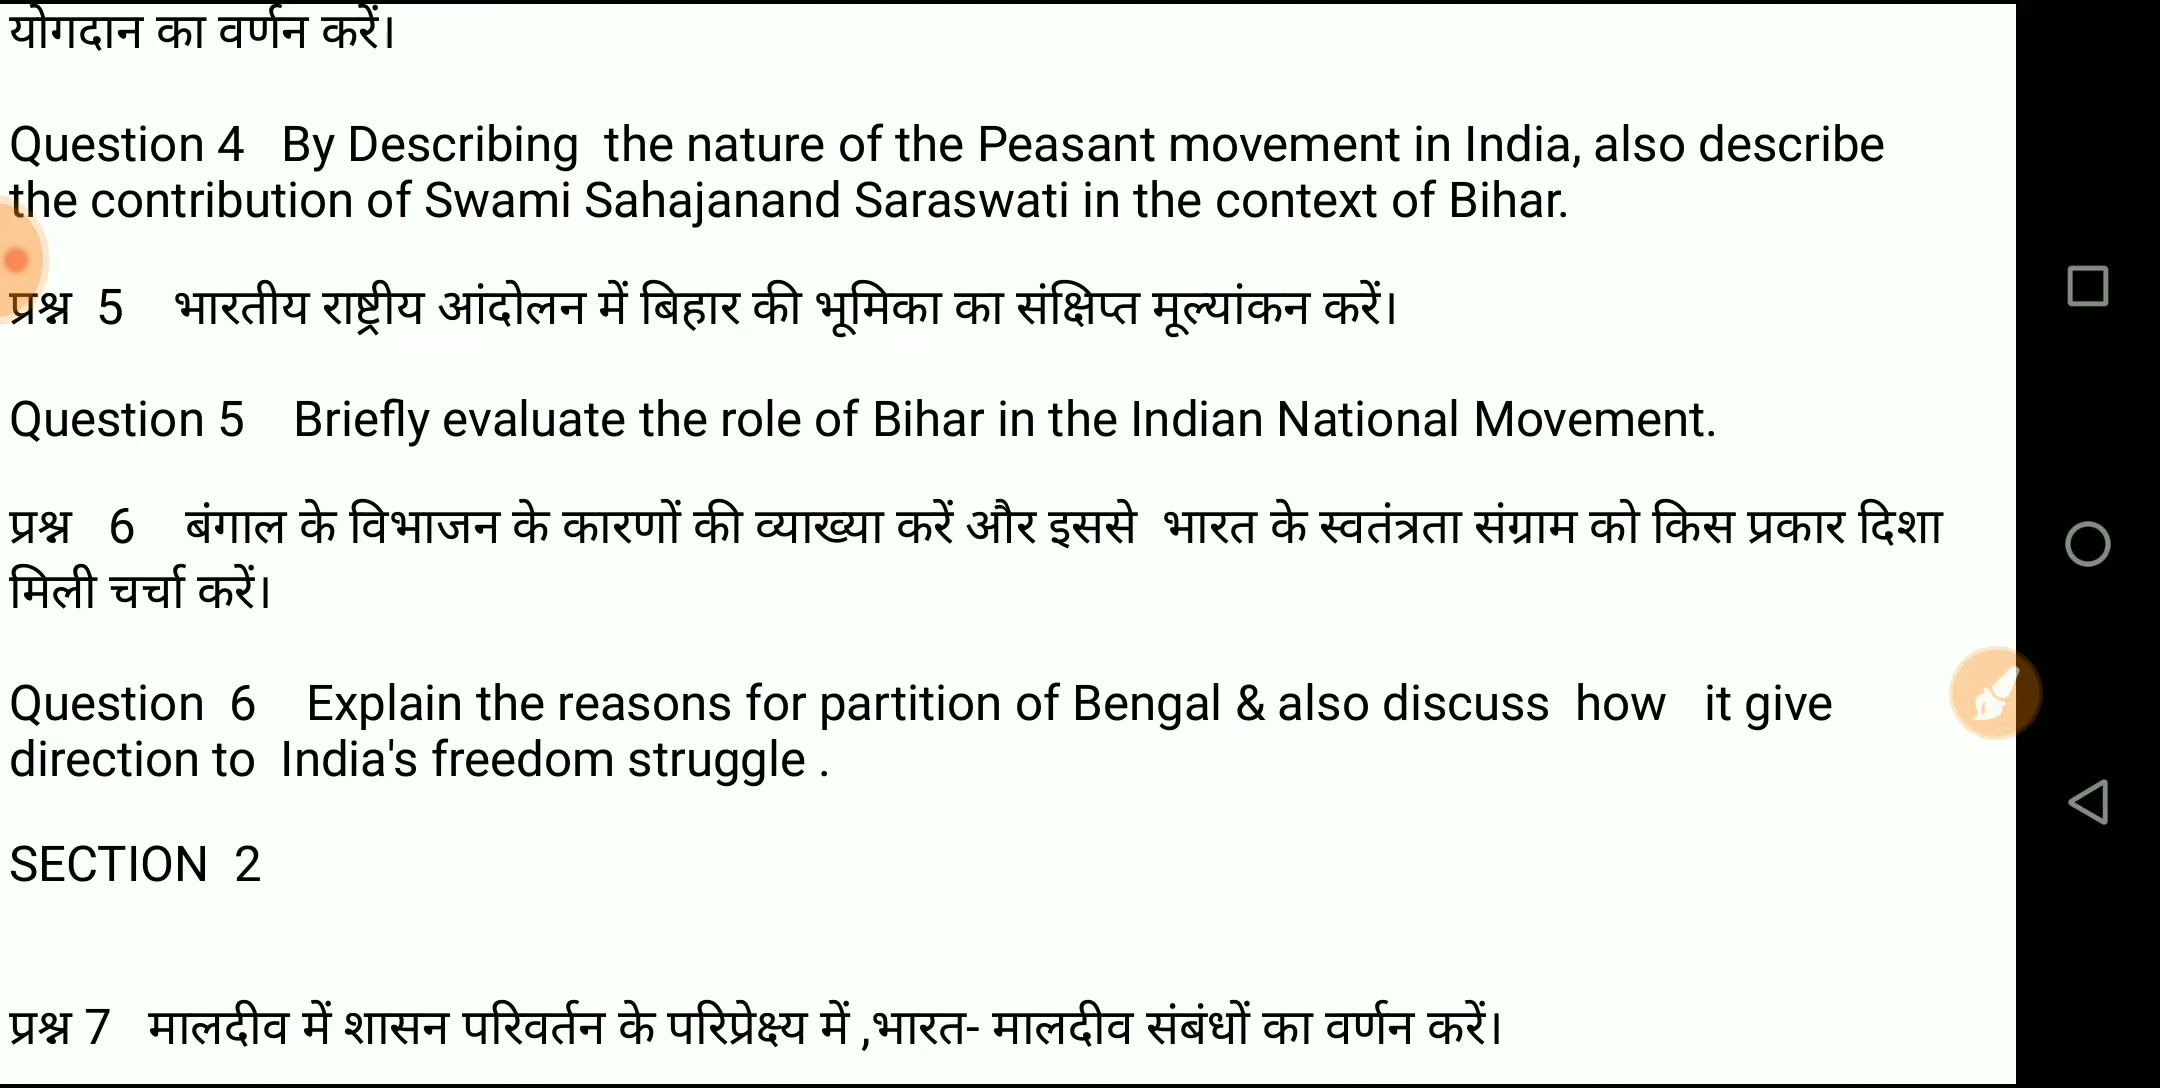 योगदान का वर्णन करें।
Question 4 By Describing the nature of the Peasant movement in India, also describe
the contribution of Swami Sahajanand Saraswati in the context of Bihar.
प्रश्न 5 भारतीय राष्ट्रीय आंदोलन में बिहार की भूमिका का संक्षिप्त मूल्यांकन करें।
Question 5 Briefly evaluate the role of Bihar in the Indian National Movement.
प्रश्न 6 बंगाल के विभाजन के कारणों की व्याख्या करें और इससे भारत के स्वतंत्रता संग्राम को किस प्रकार दिशा
मिली चर्चा करें।
Question 6 Explain the reasons for partition of Bengal & also discuss how it give
direction to India's freedom struggle .
SECTION 2
प्रश्न 7 मालदीव में शासन परिवर्तन के परिप्रेक्ष्य में ,भारत- मालदीव संबंधों का वर्णन करें।